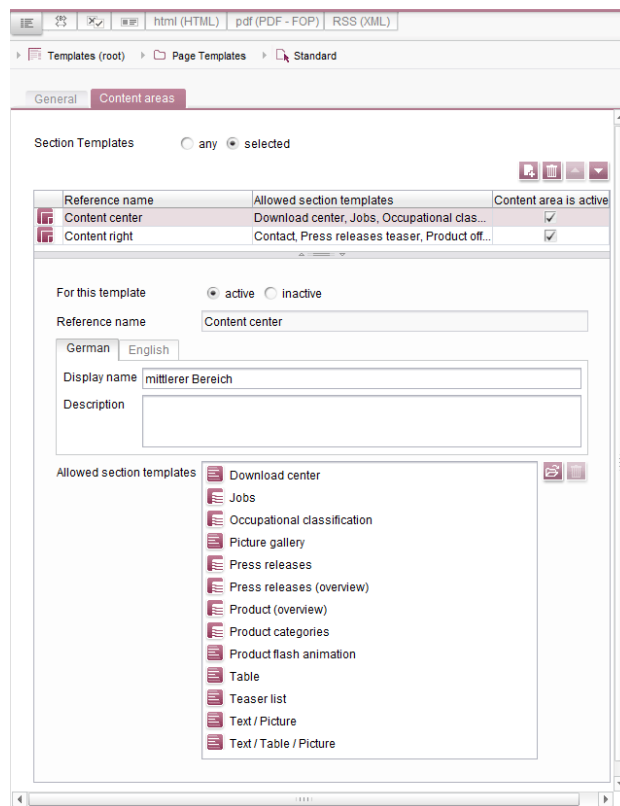 html (HTML) pdf (PDF - FOP) RSS (XML)
Templates (root) Page Templates Standard
General Content areas
Section Templates any selected
Reference name Allowed section templates Content area is active
Content center Download center, Jobs, Occupational clas...
Content right Contact, Press releases teaser, Product off...
For this template active inactive
Reference name Content center
German English
Display name mittlerer Bereich
Description
Allowed section templates Download center
Jobs
Occupational classification
Picture gallery
Press releases
Press releases (overview)
Product (overview)
Product categories
Product flash animation
Table
Teaser list
Text / Picture
Text / Table / Picture